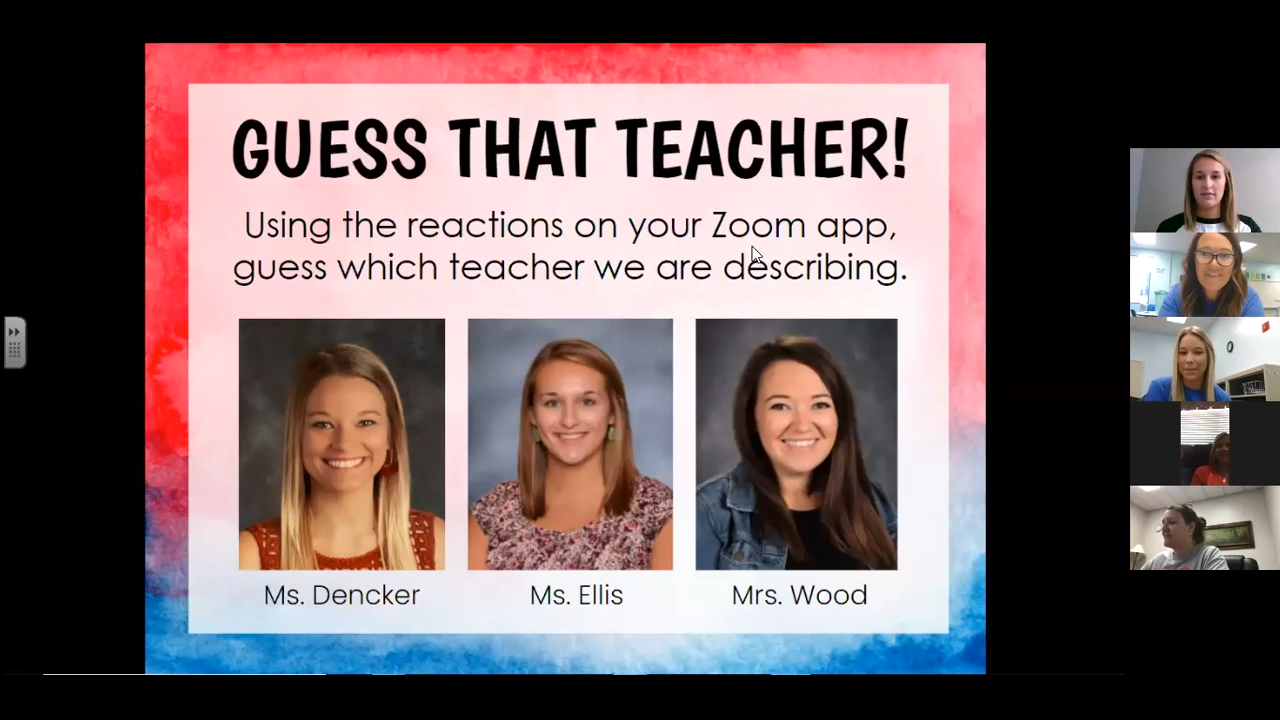 GUESS THAT TEACHER!
Using the reactions on your Zoom app,
guess which teacher we are describing.
Ms. Dencker
Ms. Ellis
Mrs. Wood